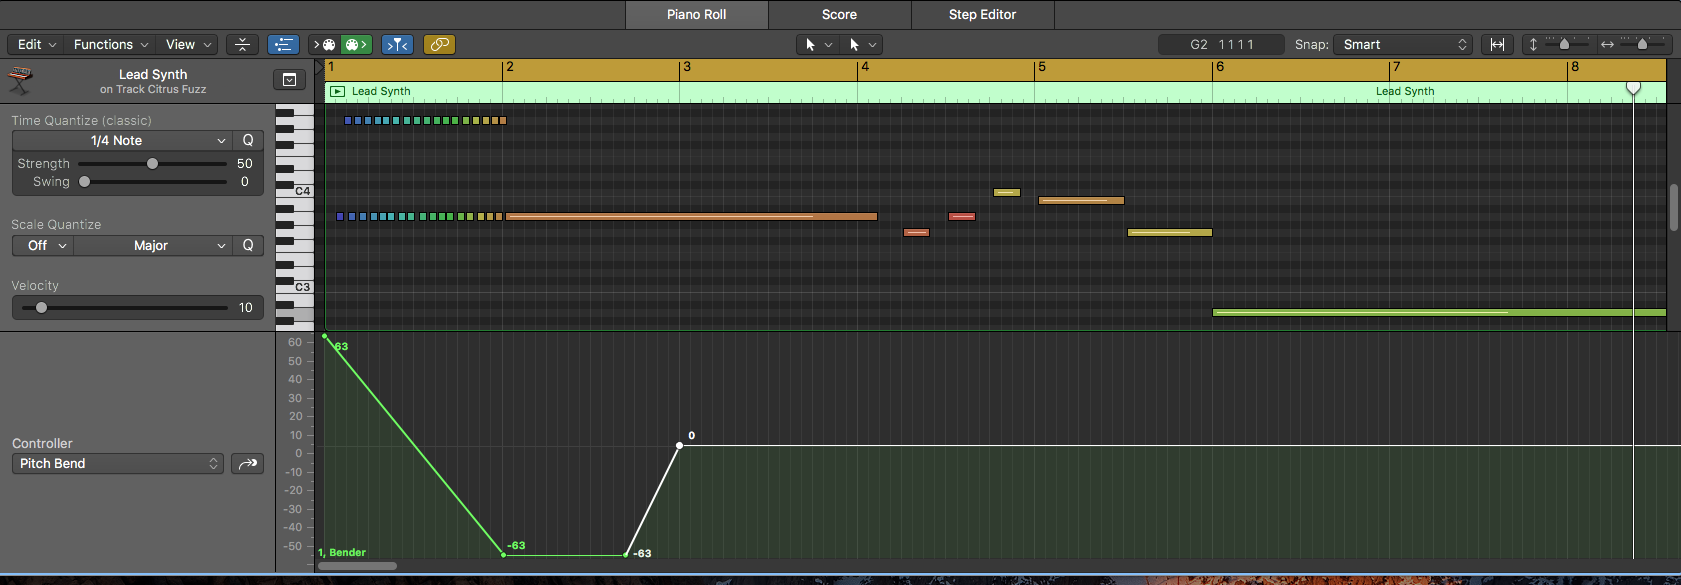 Piano Roll Score Step Editor
Edit Functions View G2 1 1 1 1 Snap: Smart
Lead Synth
on Track Citrus Fuzz
1 2 3 4 5 6 7 8
Lead Synth Lead Synth
Time Quantize (classic)
1/4 Note Q
Strength 50
Swing 0
C4
Scale Quantize
Off Major Q
Velocity
10
C3
60
50
40
30
20
10
0
-10
-20
-30
-40
-50
63
0
-63
-63
1, Bender
Controller
Pitch Bend